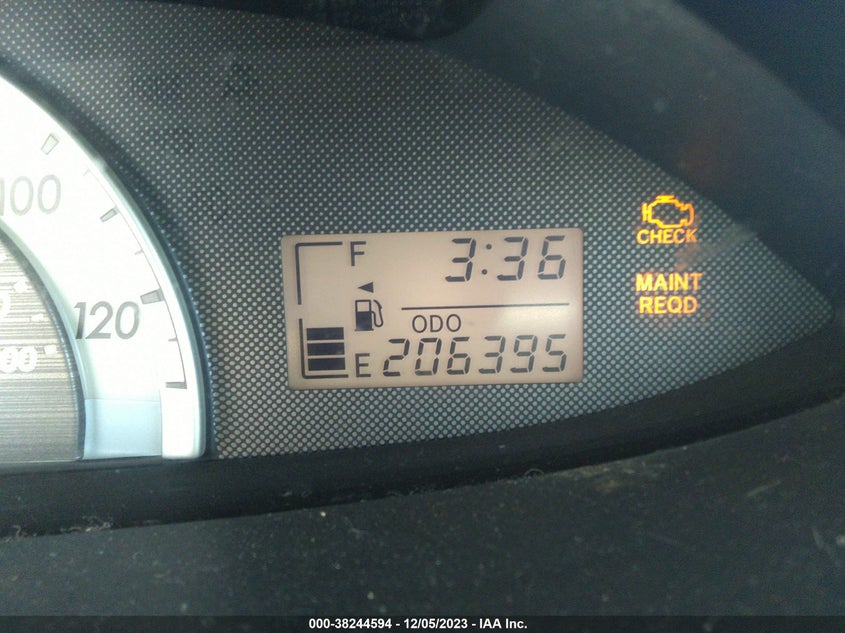 100
120
F
3:36
ODO
E 206395
CHECK
MAINT
REQD
000-38244594 - 12/05/2023 - IAA Inc.